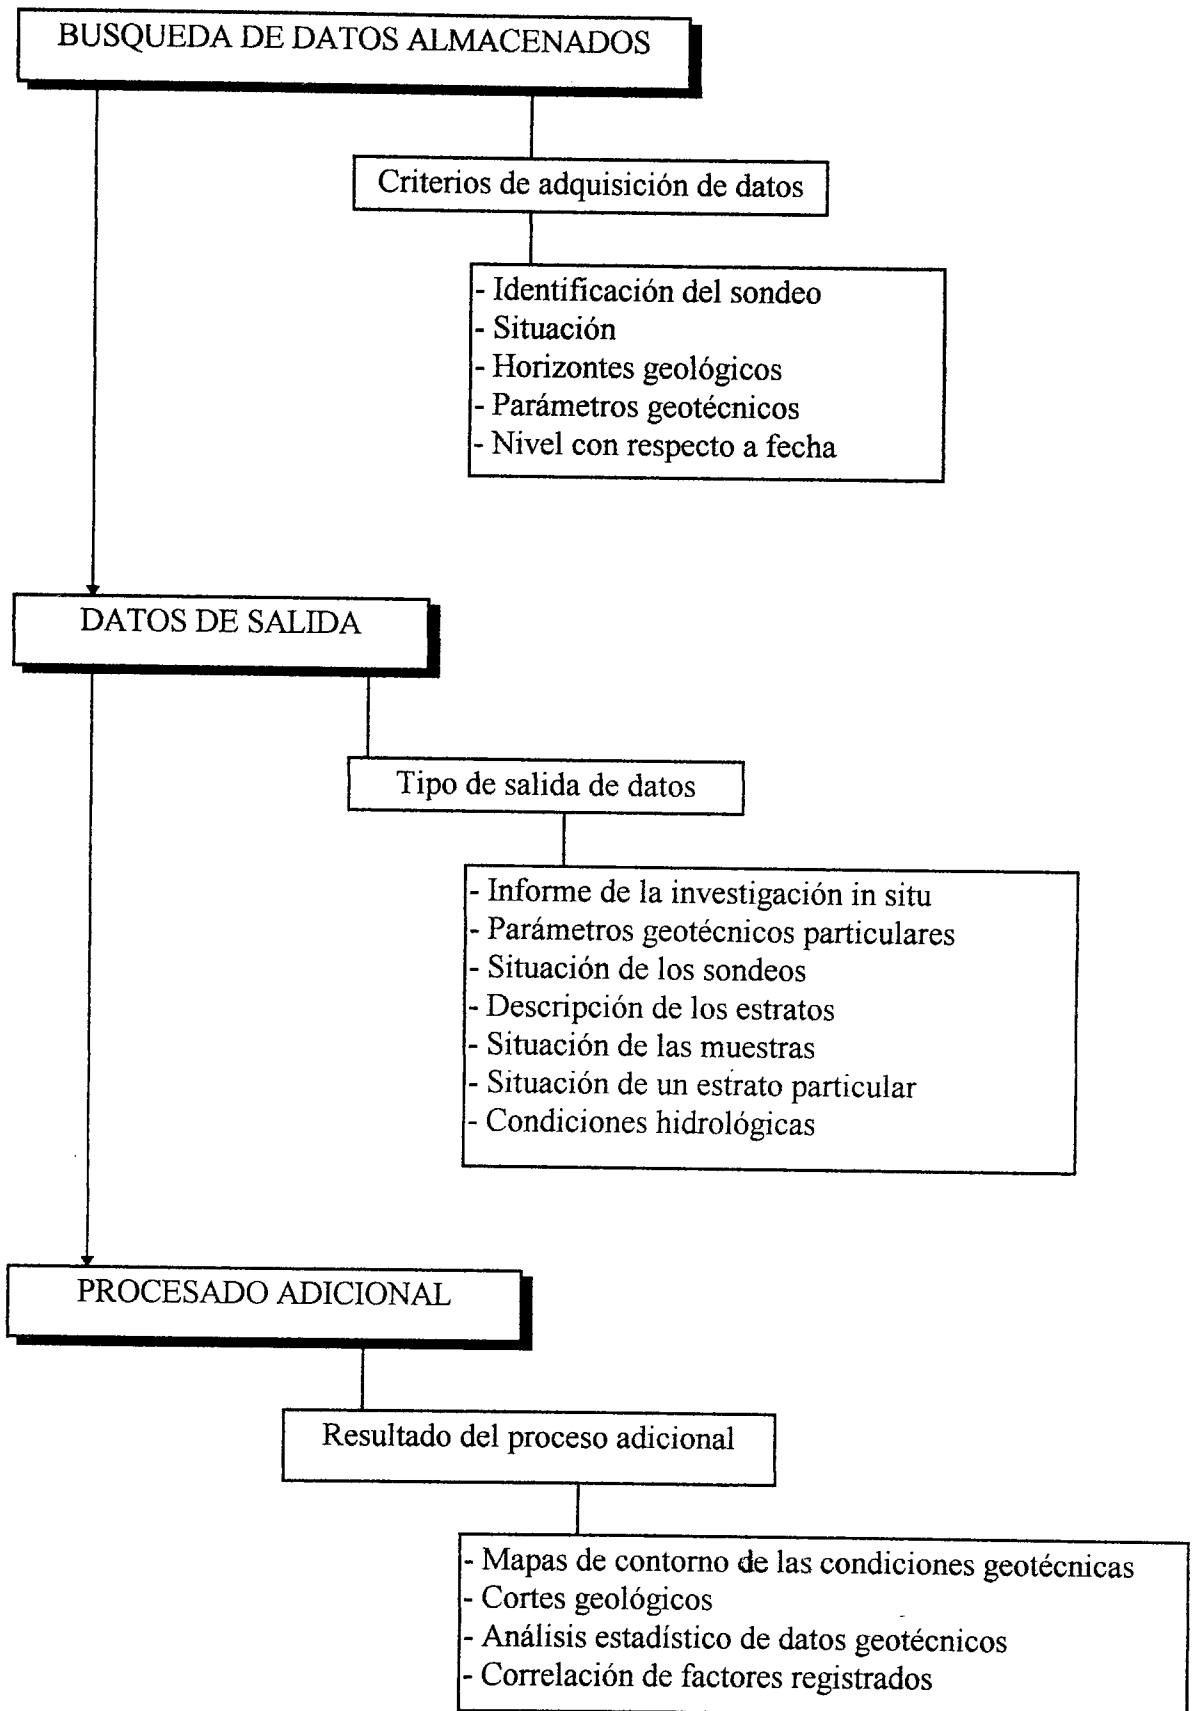 BUSQUEDA DE DATOS ALMACENADOS
Criterios de adquisición de datos
- Identificación del sondeo
- Situación
- Horizontes geológicos
- Parámetros geotécnicos
- Nivel con respecto a fecha
DATOS DE SALIDA
Tipo de salida de datos
- Informe de la investigación in situ
- Parámetros geotécnicos particulares
- Situación de los sondeos
- Descripción de los estratos
- Situación de las muestras
- Situación de un estrato particular
- Condiciones hidrológicas
PROCESADO ADICIONAL
Resultado del proceso adicional
- Mapas de contorno de las condiciones geotécnicas
- Cortes geológicos
- Análisis estadístico de datos geotécnicos
- Correlación de factores registrados